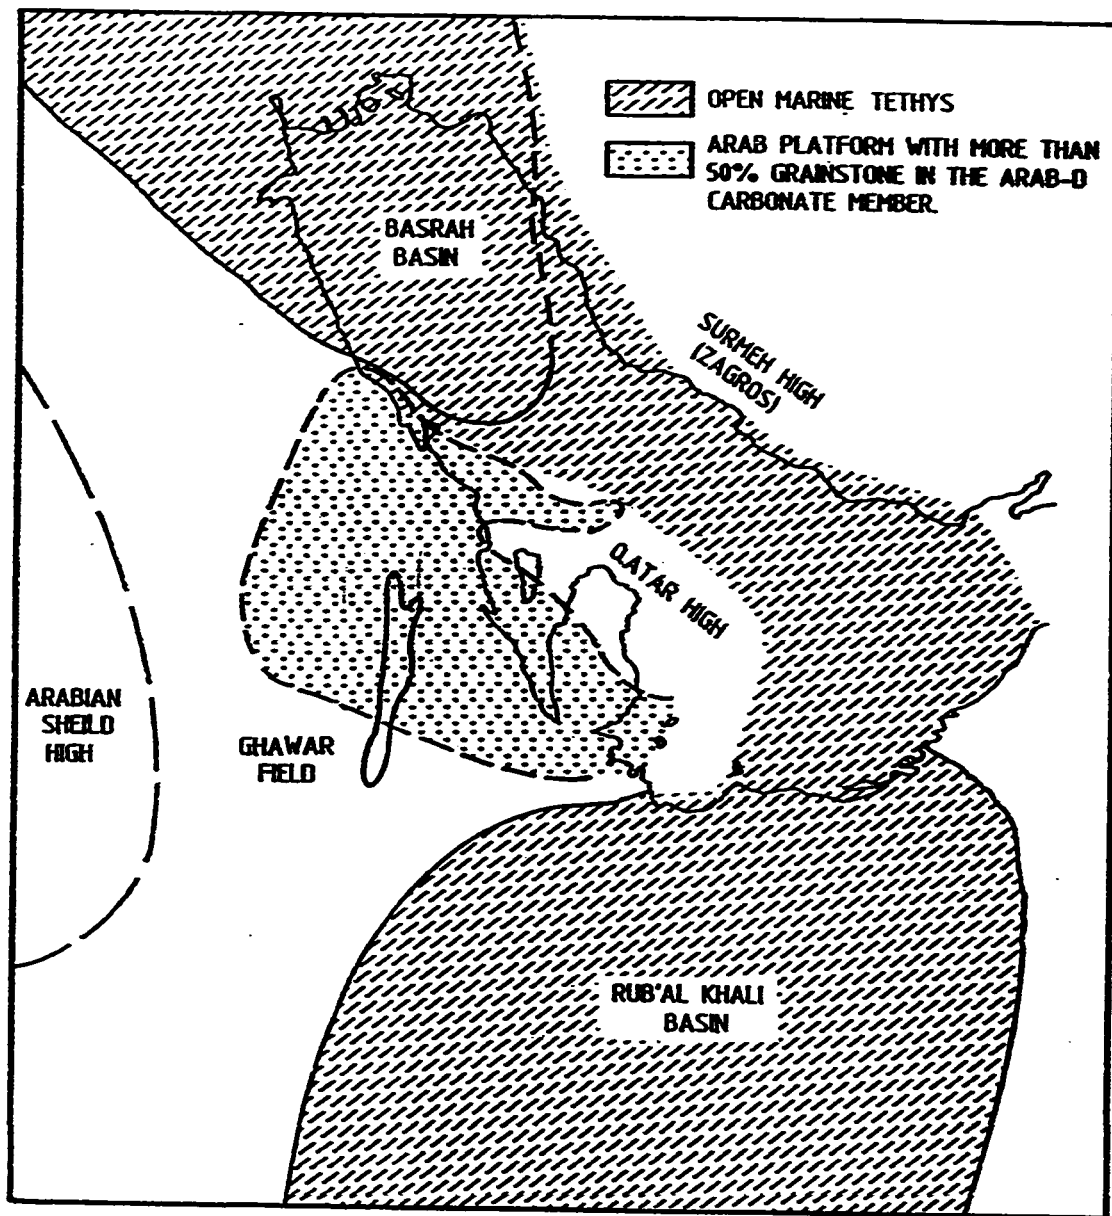 OPEN MARINE TETHYS
ARAB PLATFORM WITH MORE THAN
50% GRAINSTONE IN THE ARAB-D
CARBONATE MEMBER.
BASRAH
BASIN
SURMEH HIGH
(ZAGROS)
QATAR HIGH
ARABIAN
SHEILD
HIGH
GHAWAR
FIELD
RUB'AL KHALI
BASIN